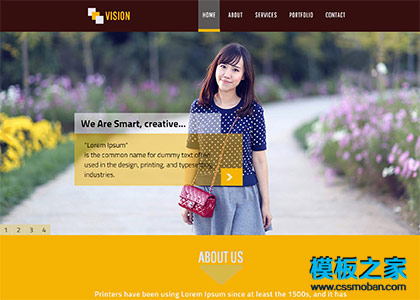 VISION
HOME ABOUT SERVICES PORTFOLIO CONTACT
We Are Smart, creative...
"Lorem Ipsum"
is the common name for dummy text often
used in the design, printing, and typesetting
industries.
1 2 3 4
ABOUT US
Printers have been using Lorem Ipsum since at least the 1500s, and it has
模板之家
www.cssmoban.com